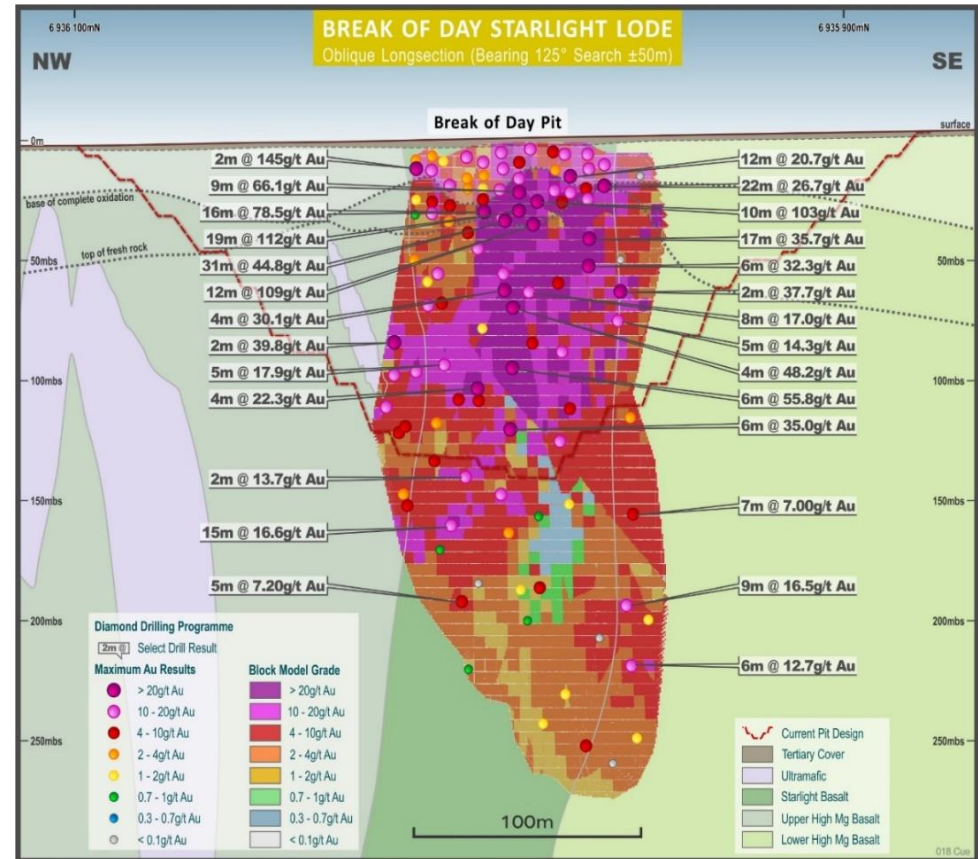 BREAK OF DAY STARLIGHT LODE
Oblique Longsection (Bearing 125° Search ±50m)
6 936 100mN
6 935 900mN
NW
SE
Break of Day Pit
surface
0m
base of complete oxidation
top of fresh rock
50mbs
100mbs
150mbs
200mbs
250mbs
2m @ 145g/t Au
9m @ 66.1g/t Au
16m @ 78.5g/t Au
19m @ 112g/t Au
31m @ 44.8g/t Au
12m @ 109g/t Au
4m @ 30.1g/t Au
2m @ 39.8g/t Au
5m @ 17.9g/t Au
4m @ 22.3g/t Au
2m @ 13.7g/t Au
15m @ 16.6g/t Au
5m @ 7.20g/t Au
12m @ 20.7g/t Au
22m @ 26.7g/t Au
10m @ 103g/t Au
17m @ 35.7g/t Au
6m @ 32.3g/t Au
2m @ 37.7g/t Au
8m @ 17.0g/t Au
5m @ 14.3g/t Au
4m @ 48.2g/t Au
6m @ 55.8g/t Au
6m @ 35.0g/t Au
7m @ 7.00g/t Au
9m @ 16.5g/t Au
6m @ 12.7g/t Au
50mbs
100mbs
150mbs
200mbs
250mbs
Diamond Drilling Programme
2m @ Select Drill Result
Maximum Au Results
> 20g/t Au
10 - 20g/t Au
4 - 10g/t Au
2 - 4g/t Au
1 - 2g/t Au
0.7 - 1g/t Au
0.3 - 0.7g/t Au
< 0.1g/t Au
Block Model Grade
> 20g/t Au
10 - 20g/t Au
4 - 10g/t Au
2 - 4g/t Au
1 - 2g/t Au
0.7 - 1g/t Au
0.3 - 0.7g/t Au
< 0.1g/t Au
100m
Current Pit Design
Tertiary Cover
Ultramafic
Starlight Basalt
Upper High Mg Basalt
Lower High Mg Basalt
018 Cue